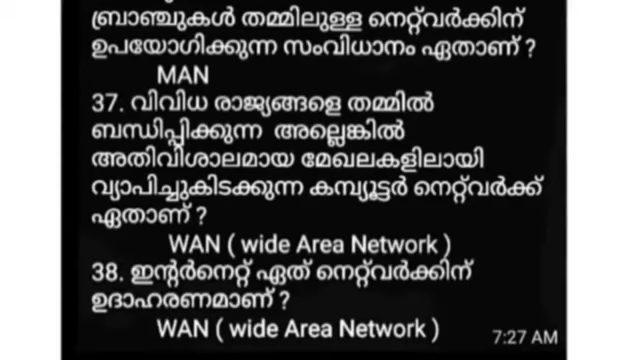 ബ്രാഞ്ചുകൾ തമ്മിലുള്ള നെറ്റ്‌വർക്കിന്
ഉപയോഗിക്കുന്ന സംവിധാനം ഏതാണ് ?
MAN
37. വിവിധ രാജ്യങ്ങളെ തമ്മിൽ
ബന്ധിപ്പിക്കുന്ന അല്ലെങ്കിൽ
അതിവിശാലമായ മേഖലകളിലായി
വ്യാപിച്ചുകിടക്കുന്ന കമ്പ്യൂട്ടർ നെറ്റ്‌വർക്ക്
ഏതാണ് ?
WAN ( wide Area Network )
38. ഇന്റർനെറ്റ് ഏത് നെറ്റ്‌വർക്കിന്
ഉദാഹരണമാണ് ?
WAN ( wide Area Network )
7:27 AM